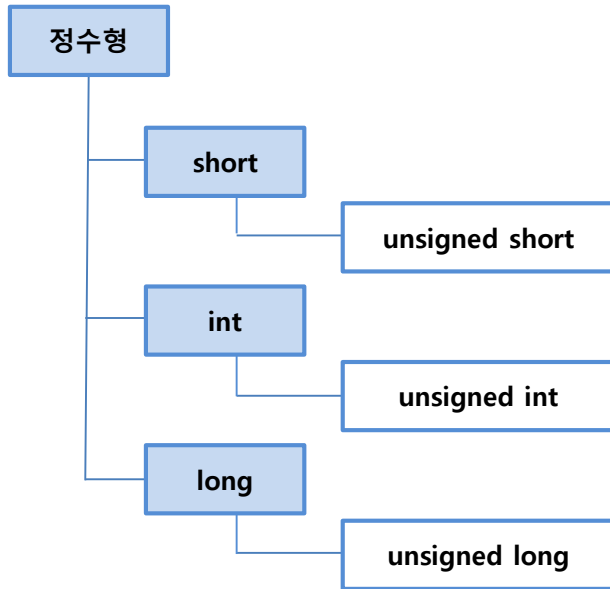 정수형
short
unsigned short
int
unsigned int
long
unsigned long